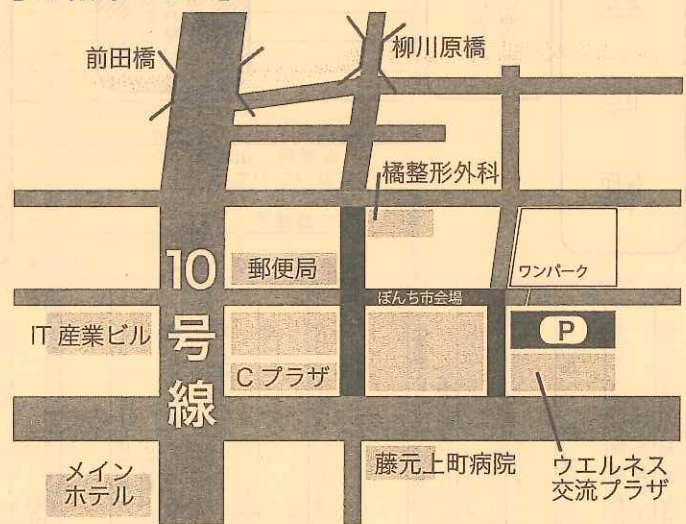 前田橋
柳川原橋
橘整形外科
10号線
郵便局
ワンパーク
ぼんち市会場
IT 産業ビル
P
C プラザ
メイン
ホテル
藤元上町病院
ウエルネス
交流プラザ